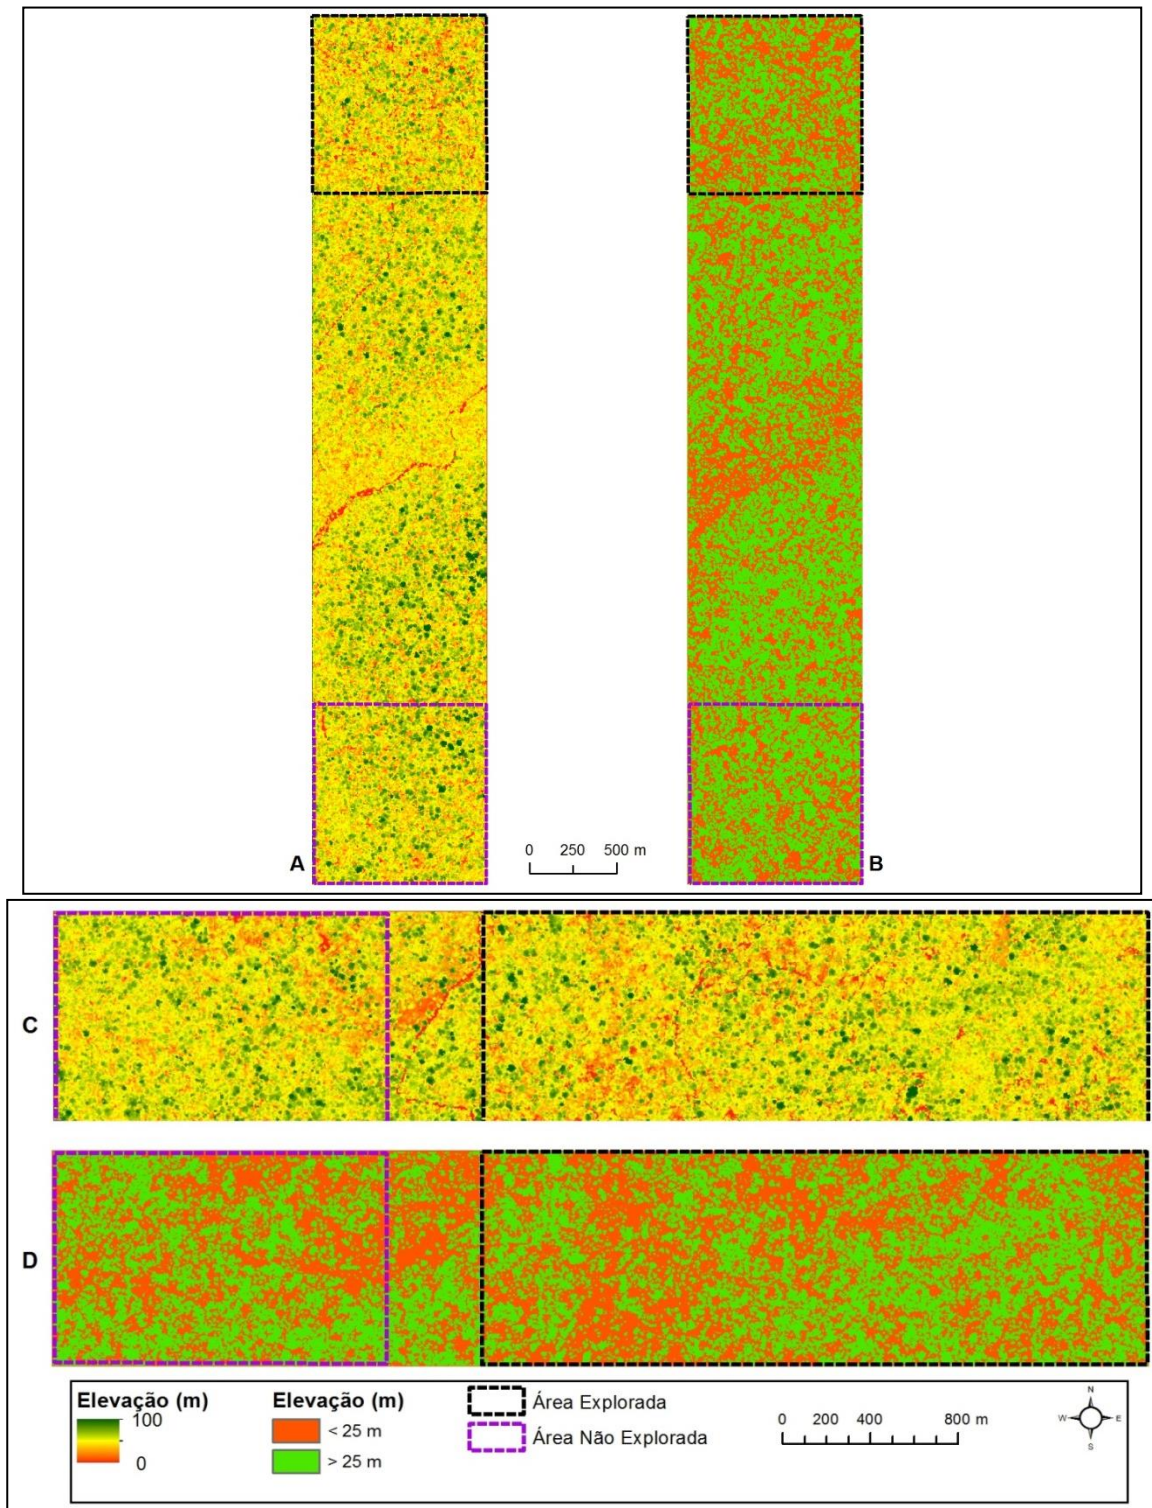 A
0 250 500 m
B
C
D
Elevação (m)
100
0
Elevação (m)
< 25 m
> 25 m
Área Explorada
Área Não Explorada
0 200 400 800 m
N
W E
S